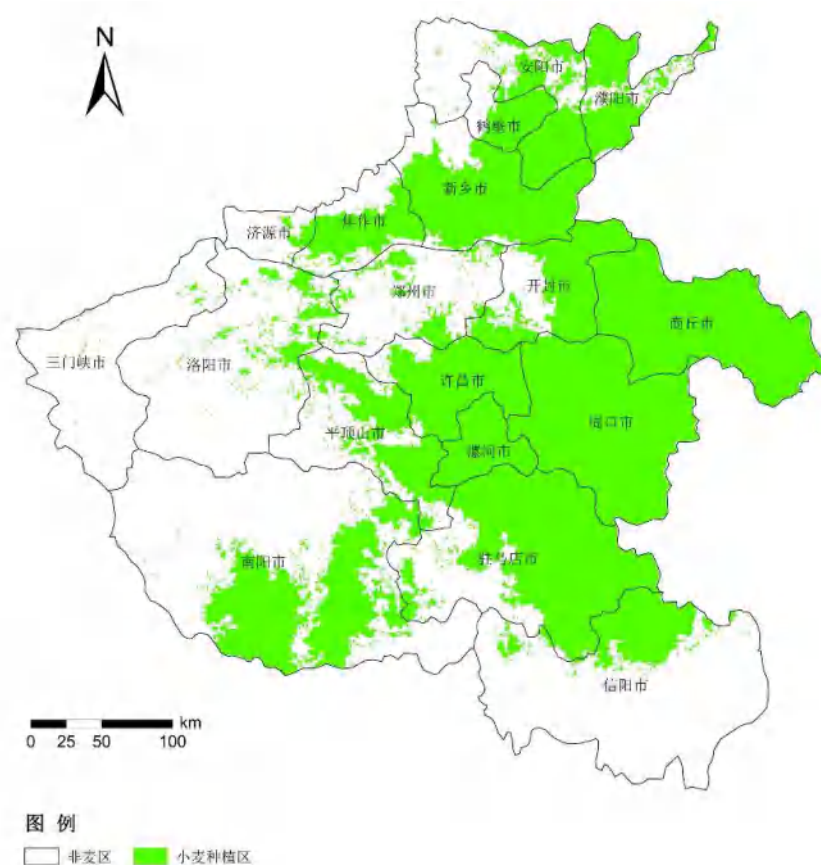 N
安阳市
濮阳市
鹤壁市
新乡市
焦作市
济源市
郑州市
开封市
商丘市
三门峡市
洛阳市
许昌市
周口市
平顶山市
漯河市
南阳市
驻马店市
信阳市
km
0 25 50 100
图 例
非麦区 小麦种植区